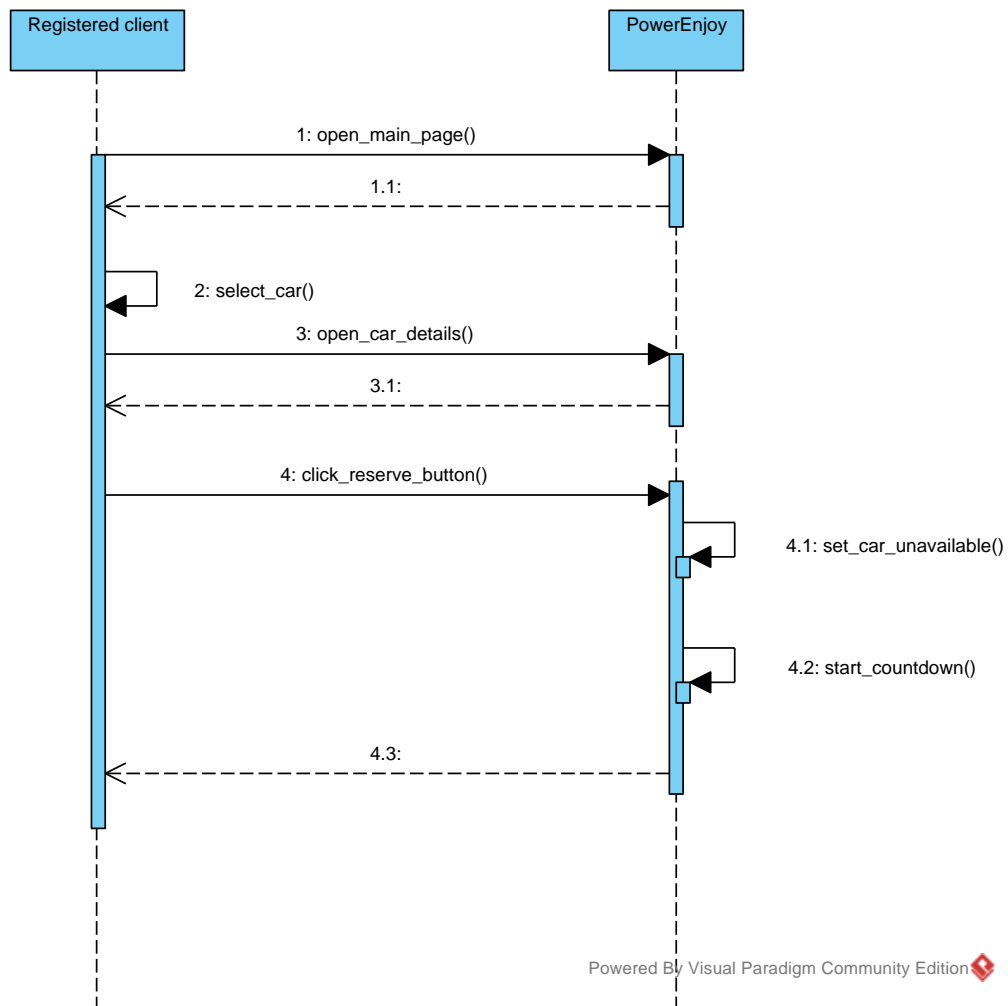 Registered client
PowerEnjoy
1: open_main_page()
1.1:
2: select_car()
3: open_car_details()
3.1:
4: click_reserve_button()
4.1: set_car_unavailable()
4.2: start_countdown()
4.3:
Powered By Visual Paradigm Community Edition